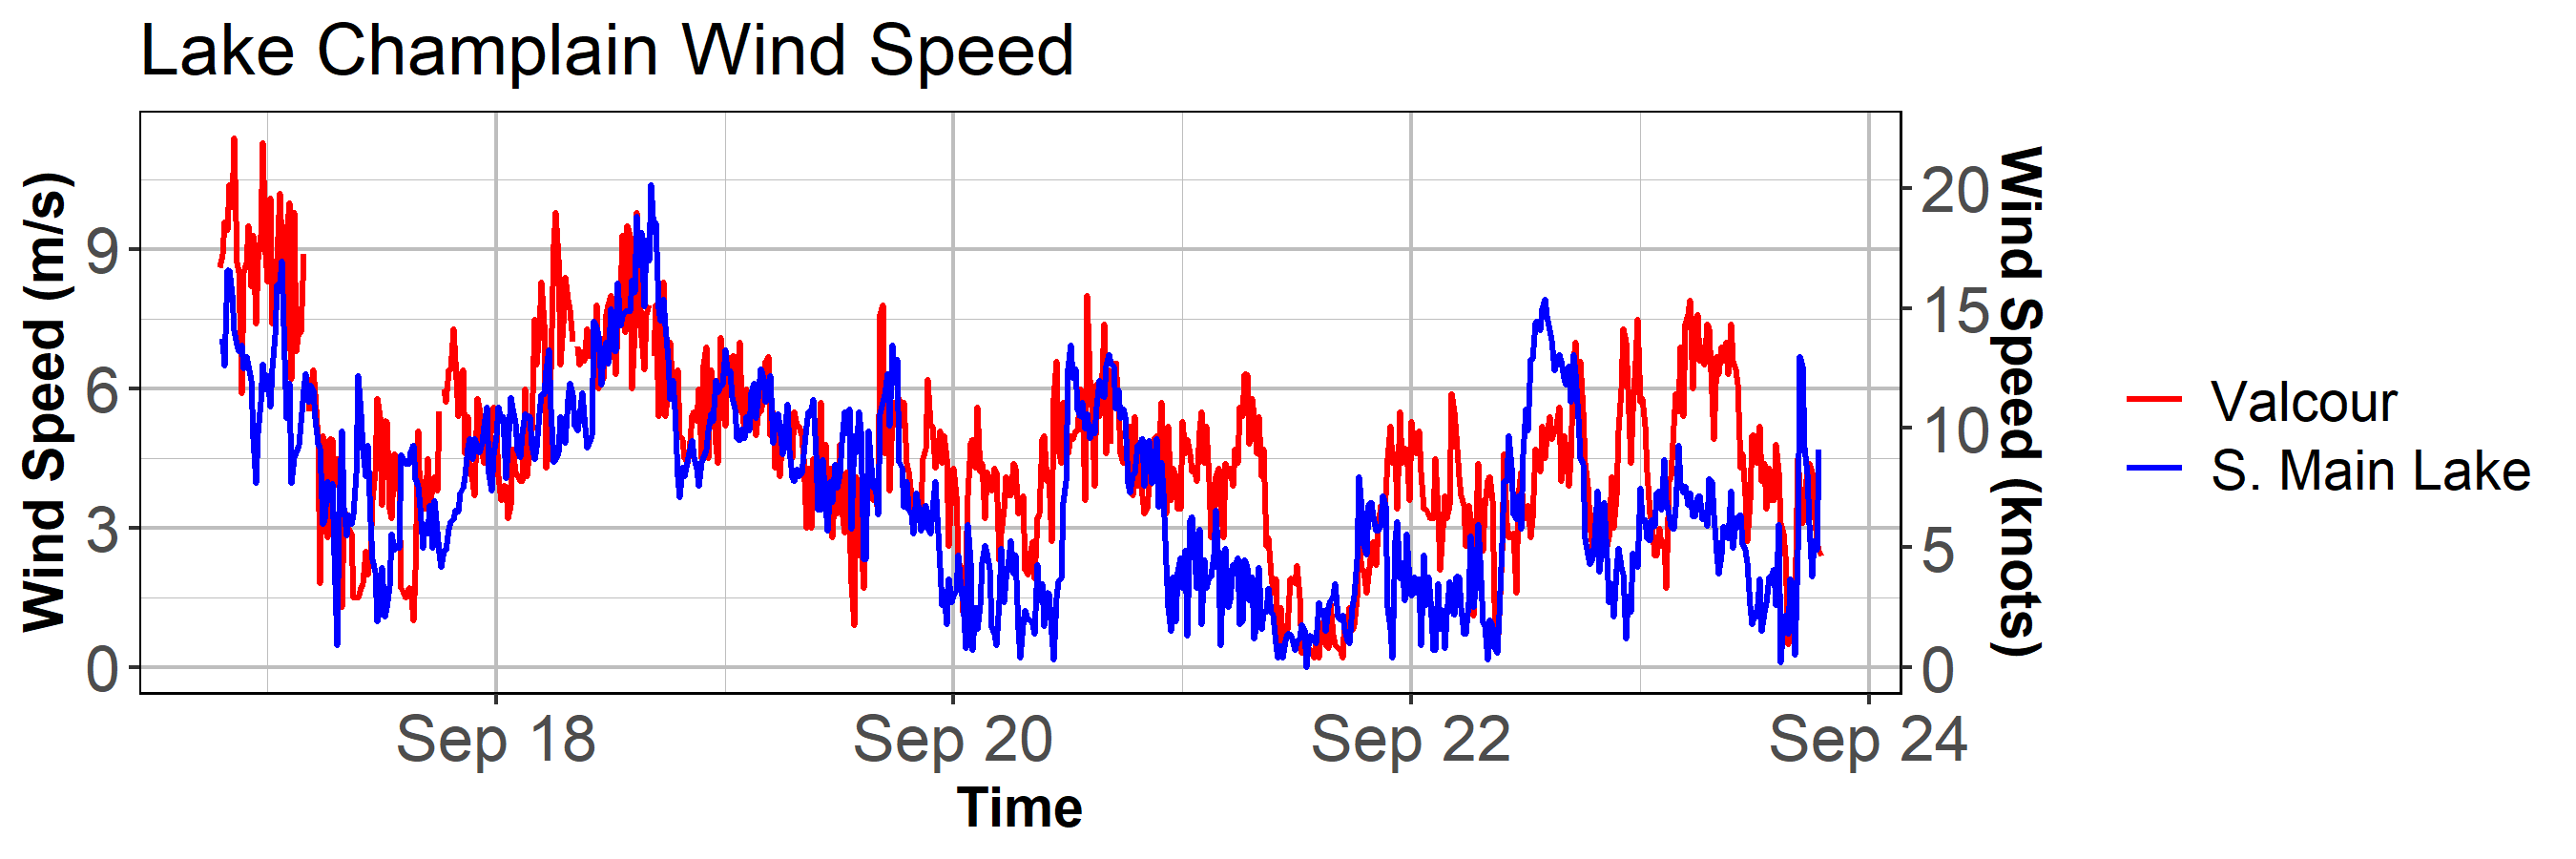 Lake Champlain Wind Speed
Wind Speed (m/s)
9
6
3
0
20
15
10
5
0
Wind Speed (knots)
Sep 18
Sep 20
Sep 22
Sep 24
Time
Valcour
S. Main Lake